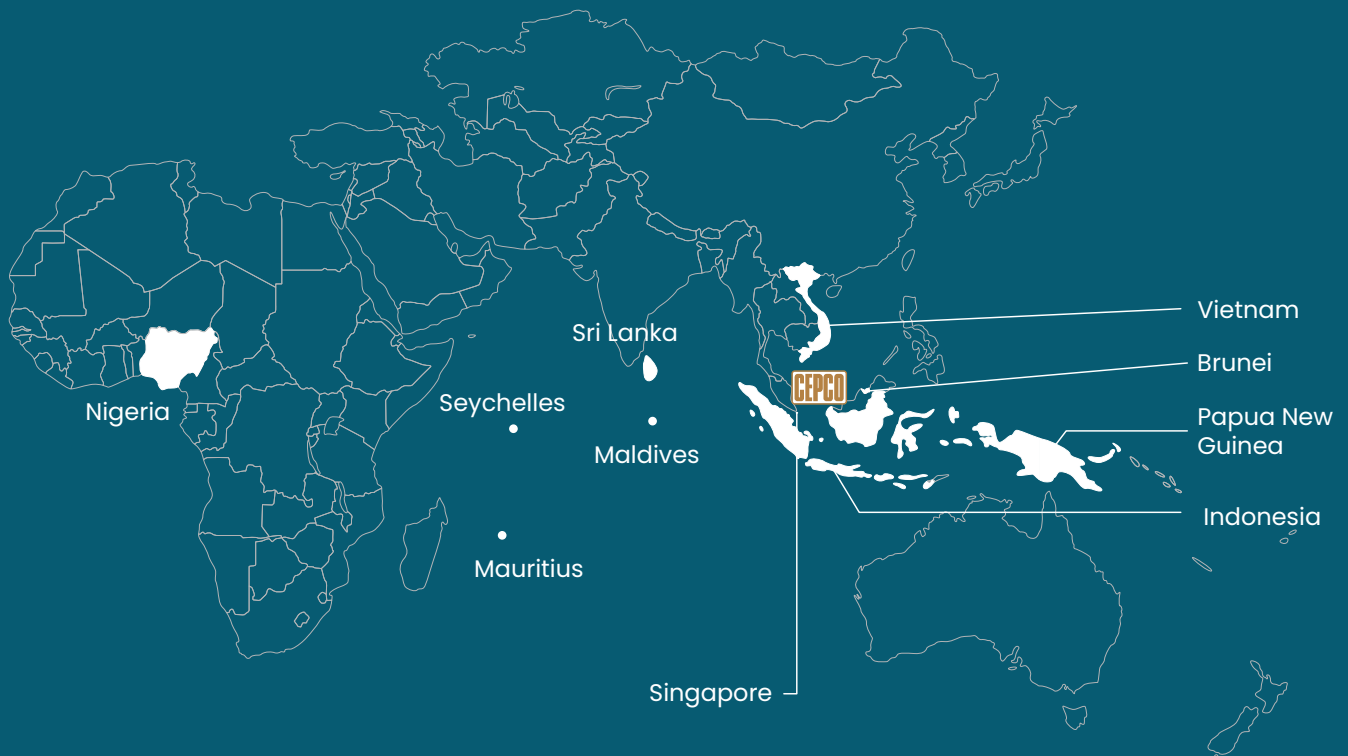 Vietnam
Sri Lanka
Brunei
CEPCO
Seychelles
Nigeria
Papua New
Guinea
Maldives
Indonesia
Mauritius
Singapore